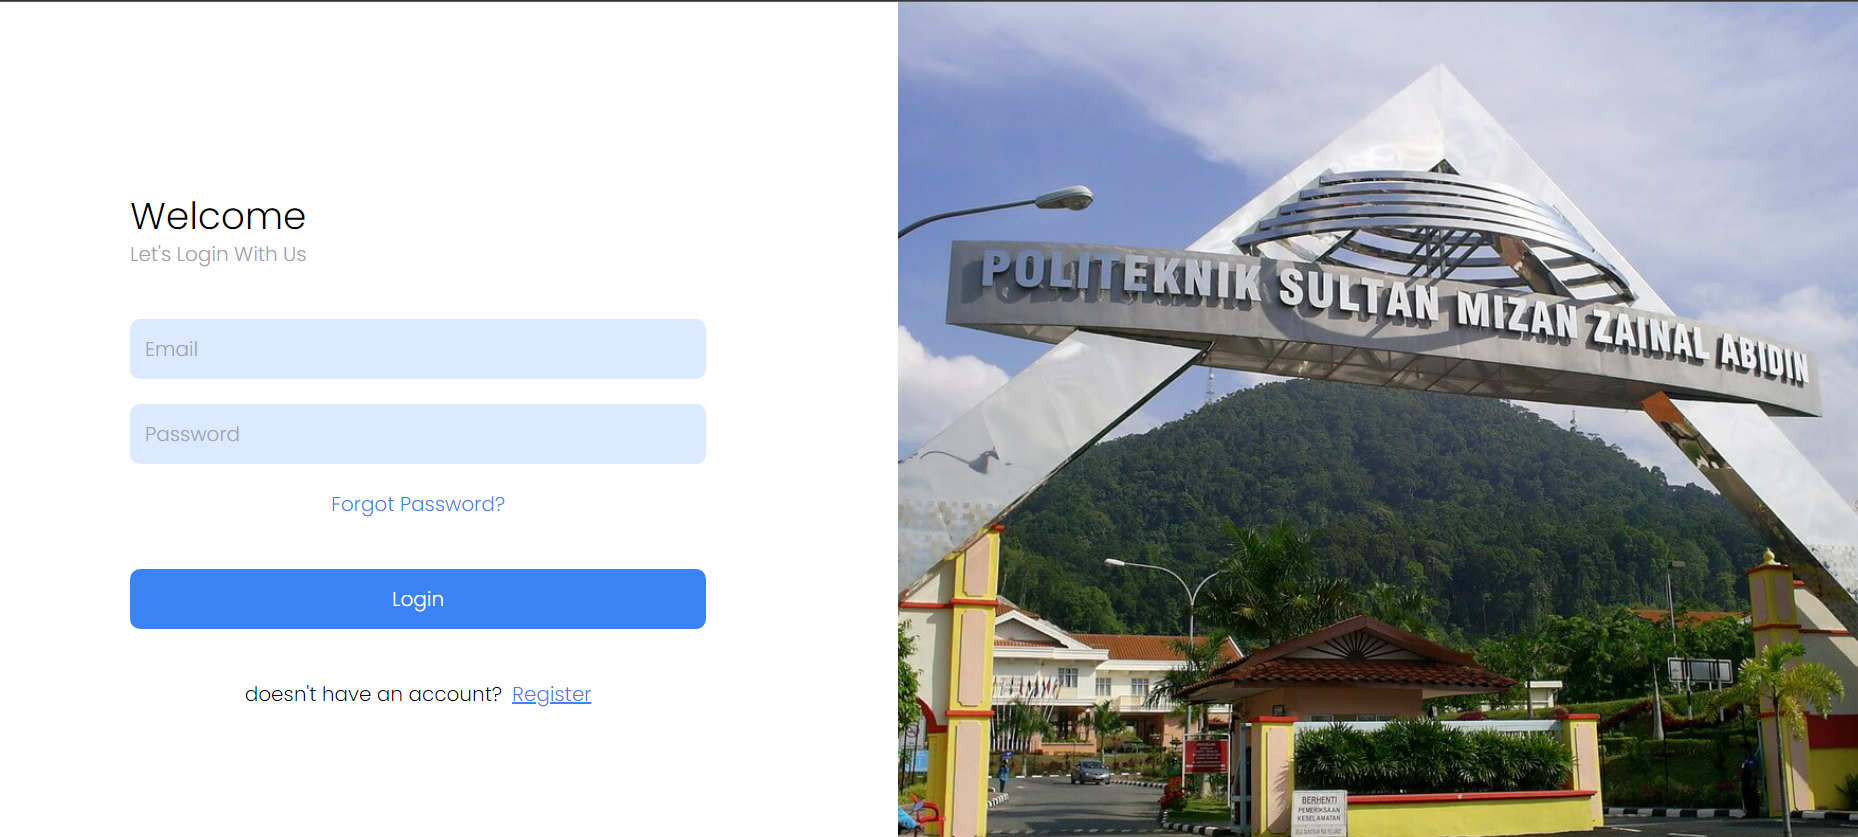 Welcome
Let's Login With Us
Email
Password
Forgot Password?
Login
doesn't have an account? Register
POLITEKNIK SULTAN MIZAN ZAINAL ABIDIN
BERHENTI
PEMERIKSAAN
KESELAMATAN